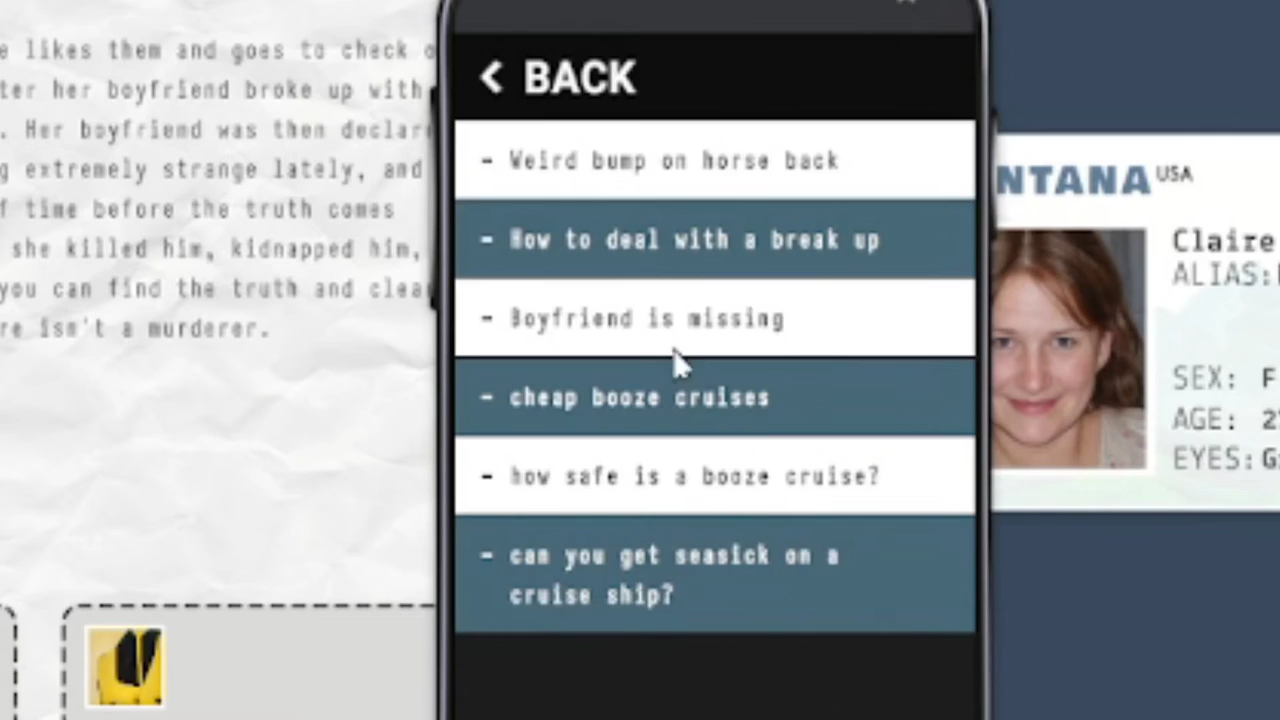 e likes them and goes to check o
ter her boyfriend broke up with
. Her boyfriend was then declar
g extremely strange lately, and
f time before the truth comes
she killed him, kidnapped him,
you can find the truth and clea
re isn't a murderer.
BACK
- Weird bump on horse back
- How to deal with a break up
- Boyfriend is missing
- cheap booze cruises
- how safe is a booze cruise?
- can you get seasick on a
cruise ship?
NTANA USA
Claire
ALIAS:
SEX: F
AGE: 2
EYES: G